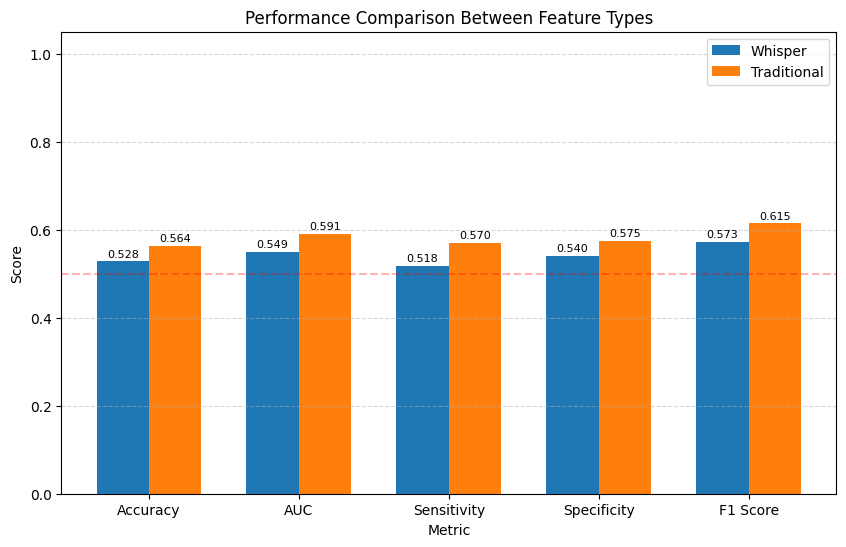 Performance Comparison Between Feature Types
Whisper
Traditional
1.0
0.8
0.6
0.4
0.2
0.0
Score
0.528
0.564
0.549
0.591
0.518
0.570
0.540
0.575
0.573
0.615
Accuracy
AUC
Sensitivity
Specificity
F1 Score
Metric